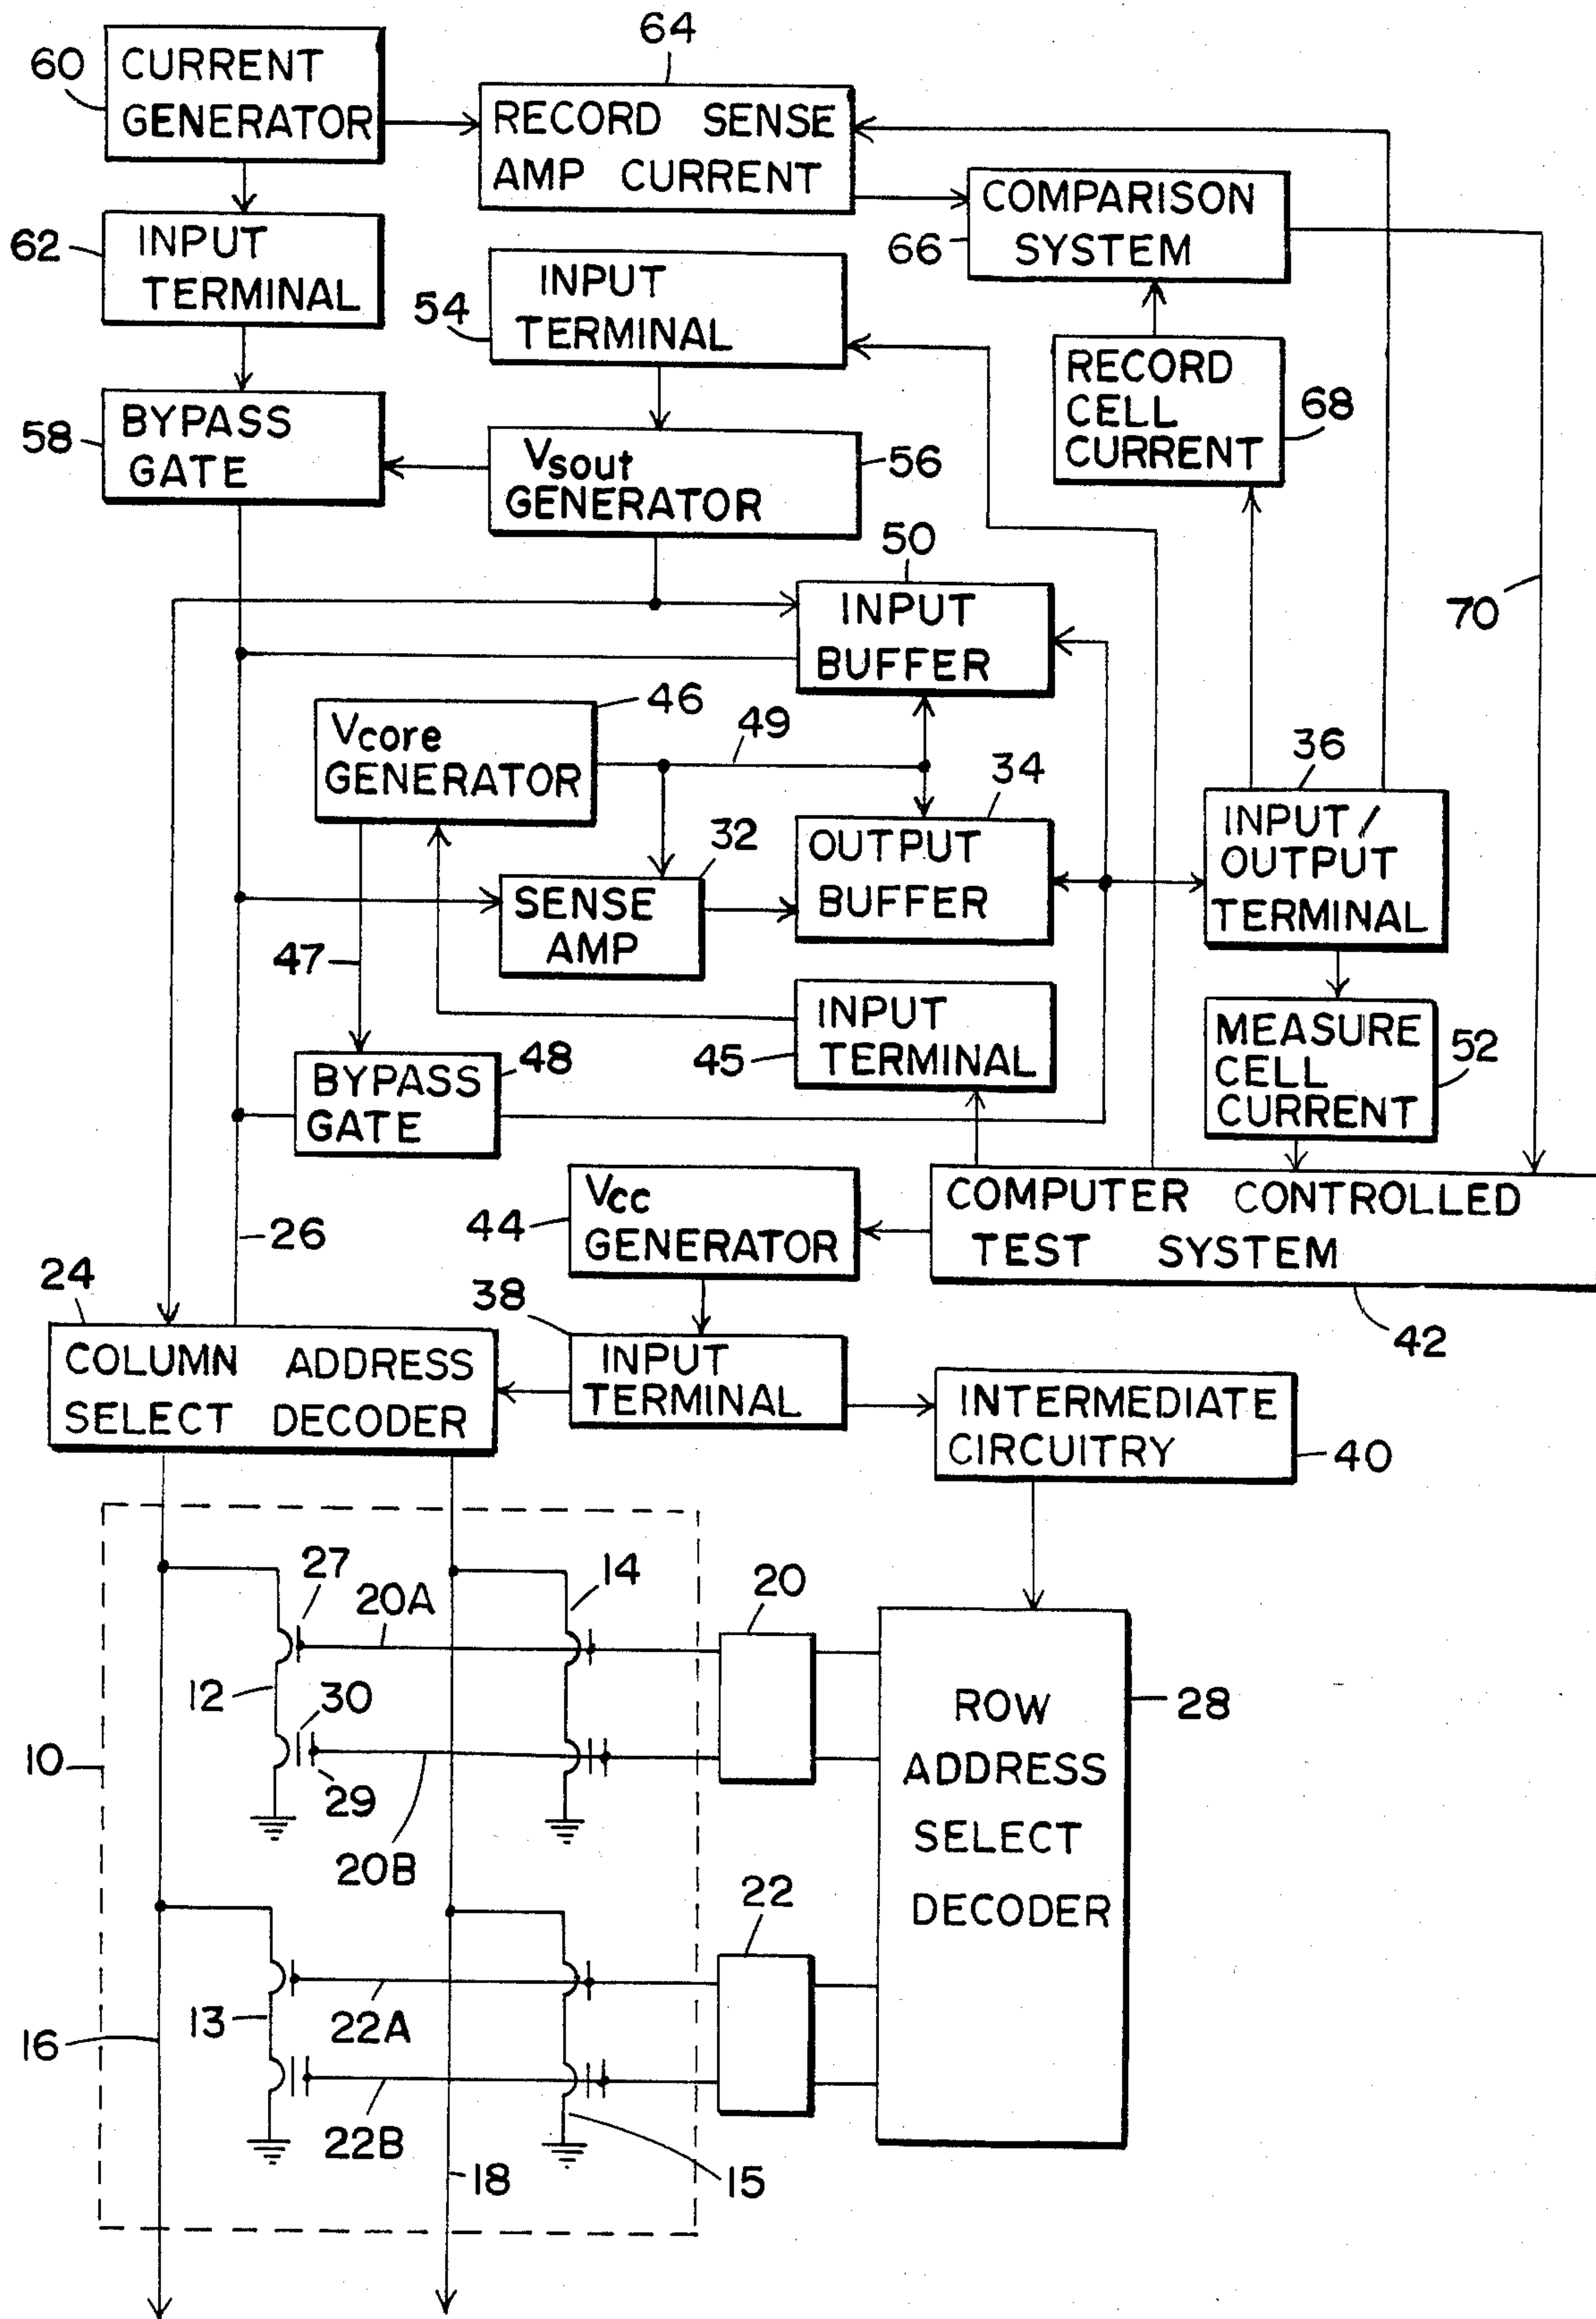 64
60
CURRENT
GENERATOR
RECORD SENSE
AMP CURRENT
COMPARISON
SYSTEM
66
62
INPUT
TERMINAL
54
INPUT
TERMINAL
RECORD
CELL
CURRENT
68
58
BYPASS
GATE
Vsout
GENERATOR
56
50
INPUT
BUFFER
70
46
Vcore
GENERATOR
49
34
36
32
OUTPUT
BUFFER
INPUT/
OUTPUT
TERMINAL
SENSE
AMP
47
INPUT
TERMINAL
45
MEASURE
CELL
CURRENT
52
48
BYPASS
GATE
Vcc
GENERATOR
44
COMPUTER CONTROLLED
TEST SYSTEM
42
26
24
38
COLUMN ADDRESS
SELECT DECODER
INPUT
TERMINAL
INTERMEDIATE
CIRCUITRY
40
27
20A
14
20
12
30
10
29
20B
ROW
ADDRESS
SELECT
DECODER
28
22
13
22A
16
22B
18
15